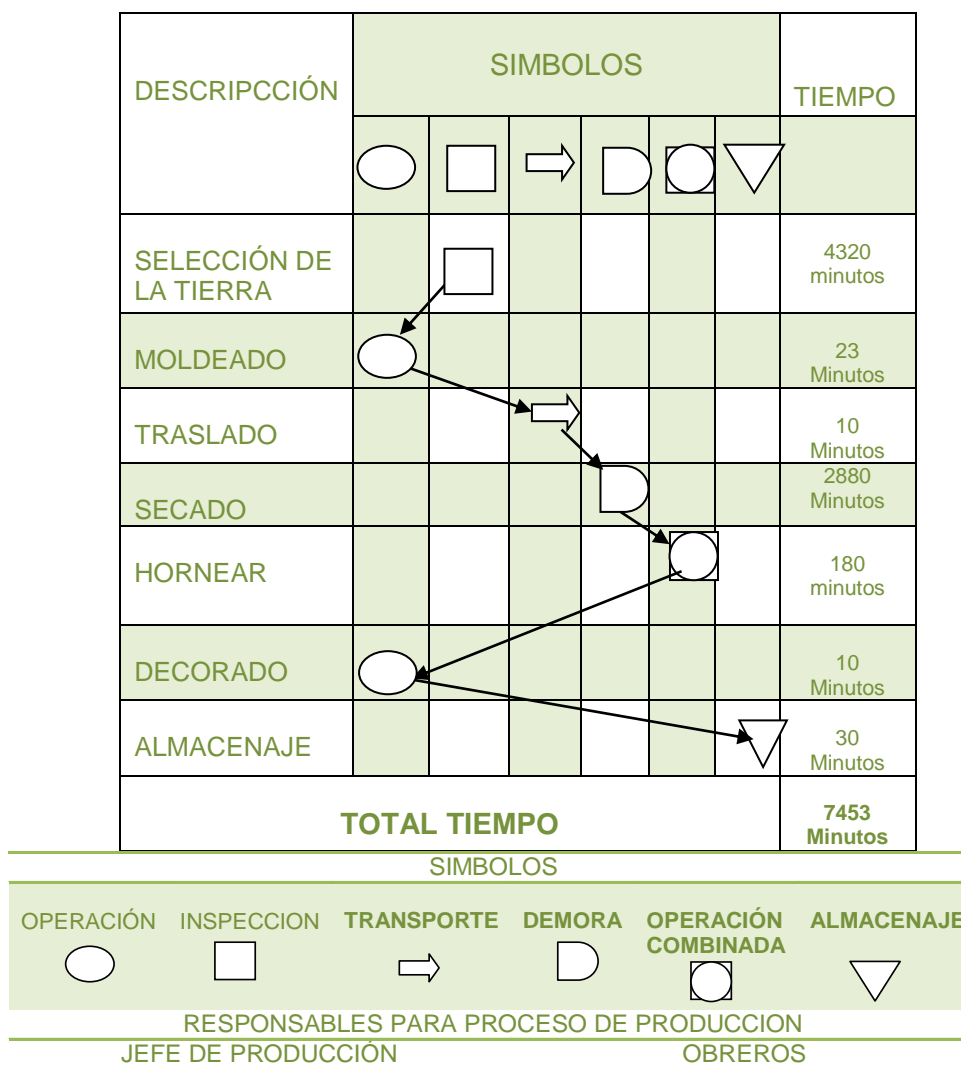 DESCRIPCCIÓN
SIMBOLOS
TIEMPO
SELECCIÓN DE
LA TIERRA
4320
minutos
MOLDEADO
23
Minutos
TRASLADO
10
Minutos
SECADO
2880
Minutos
HORNEAR
180
minutos
DECORADO
10
Minutos
ALMACENAJE
30
Minutos
TOTAL TIEMPO
7453
Minutos
SIMBOLOS
OPERACIÓN INSPECCION TRANSPORTE DEMORA OPERACIÓN ALMACENAJE
COMBINADA
RESPONSABLES PARA PROCESO DE PRODUCCION
JEFE DE PRODUCCIÓN OBREROS